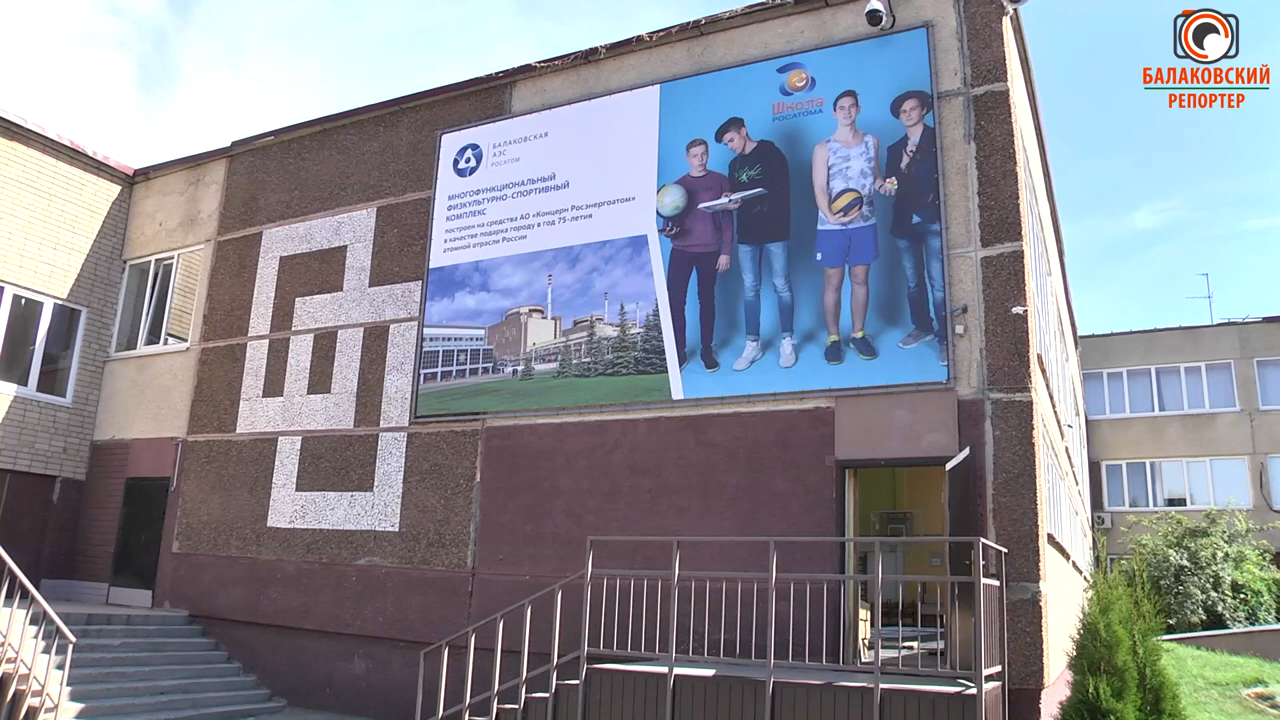 БАЛАКОВСКИЙ
РЕПОРТЕР
Школа
РОСАТОМА
БАЛАКОВСКАЯ
АЭС
РОСАТОМ
МНОГОФУНКЦИОНАЛЬНЫЙ
ФИЗКУЛЬТУРНО-СПОРТИВНЫЙ
КОМПЛЕКС
построен на средства АО «Концерн Росэнергоатом»
в качестве подарка городу в год 75-летия
атомной отрасли России